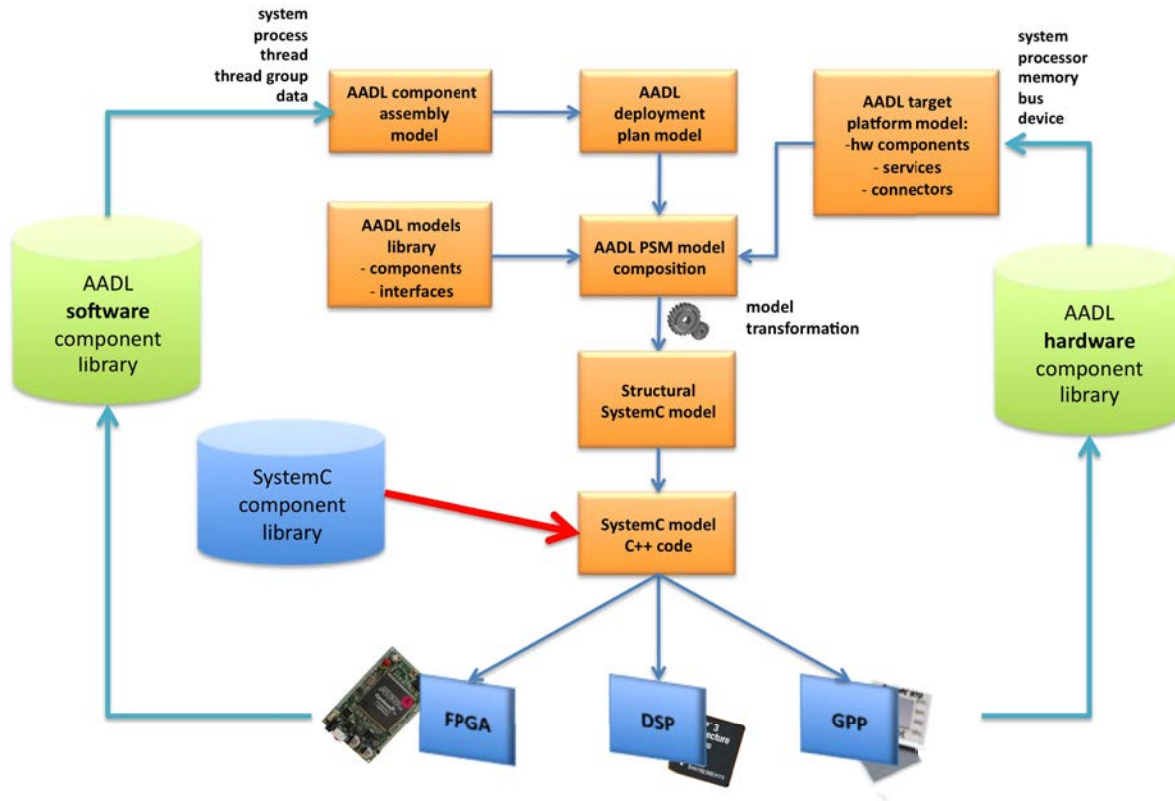 system
process
thread
thread group
data
AADL component
assembly
model
AADL
deployment
plan model
AADL target
platform model:
-hw components
- services
- connectors
system
processor
memory
bus
device
AADL models
library
- components
- interfaces
AADL PSM model
composition
AADL
software
component
library
AADL
hardware
component
library
model
transformation
Structural
SystemC model
SystemC
component
library
SystemC model
C++ code
FPGA
DSP
GPP